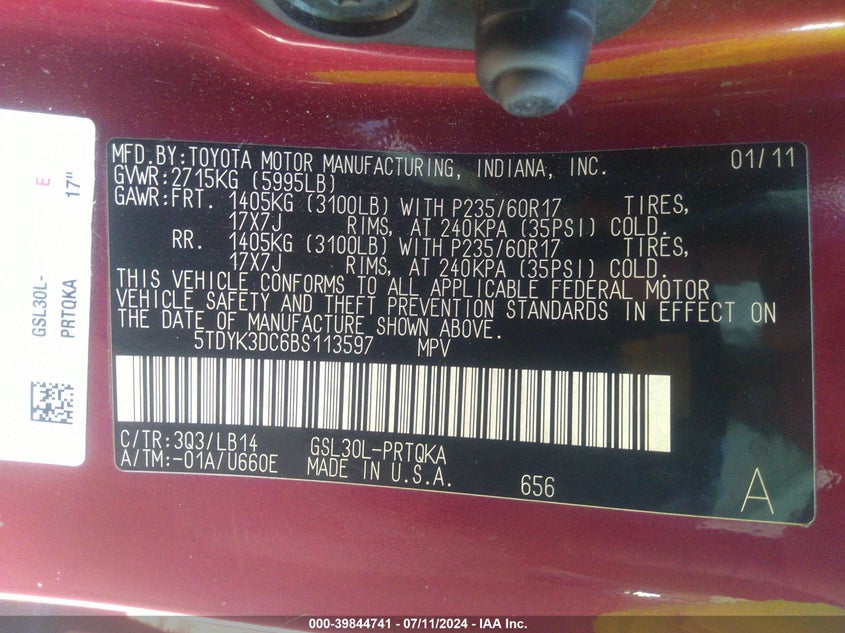 MFD.BY:TOYOTA MOTOR MANUFACTURING, INDIANA, INC. 01/11
GVWR:2715KG (5995LB)
GAWR:FRT. 1405KG (3100LB) WITH P235/60R17 TIRES,
17X7J RIMS, AT 240KPA (35PSI) COLD.
RR. 1405KG (3100LB) WITH P235/60R17 TIRES,
17X7J RIMS, AT 240KPA (35PSI) COLD.
THIS VEHICLE CONFORMS TO ALL APPLICABLE FEDERAL MOTOR
VEHICLE SAFETY AND THEFT PREVENTION STANDARDS IN EFFECT ON
THE DATE OF MANUFACTURE SHOWN ABOVE.
5TDYK3DC6BS113597 MPV
C/TR:3Q3/LB14 GSL30L-PRTQKA
A/TM:-01A/U660E MADE IN U.S.A. 656 A
GSL30L- E
PRTQKA 17"
000-39844741 / 07/11/2024 - IAA Inc.